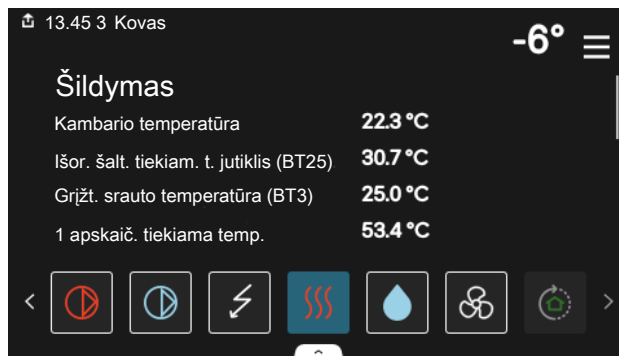 13.45 3 Kovas
-6°
Šildymas
Kambario temperatūra 22.3 °C
Išor. šalt. tiekiam. t. jutiklis (BT25) 30.7 °C
Grįžt. srauto temperatūra (BT3) 25.0 °C
1 apskaič. tiekiama temp. 53.4 °C